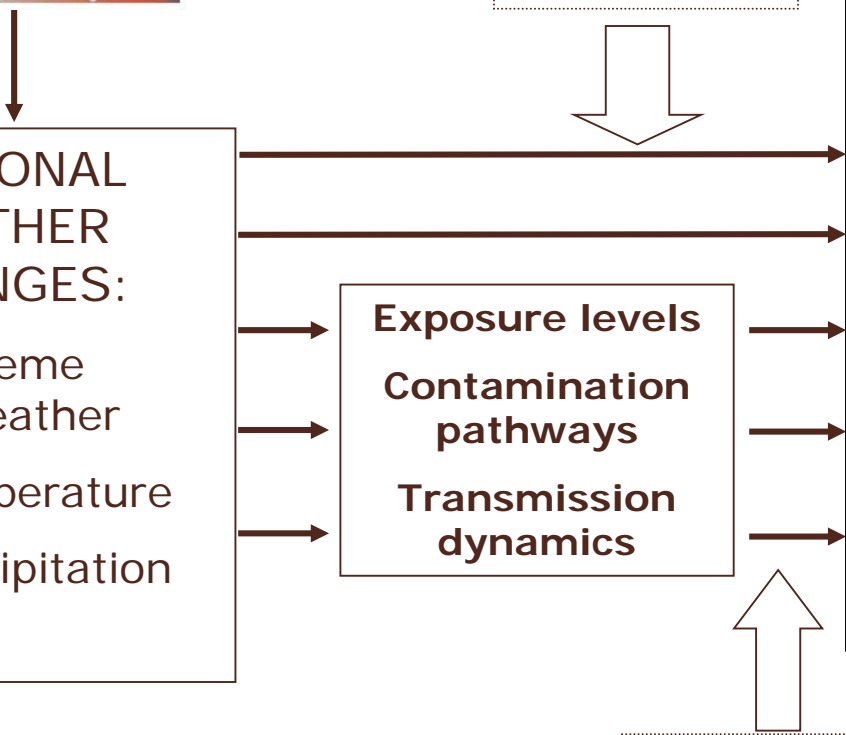 ONAL
THER
NGES:
eme
eather
perature
ipitation
Exposure levels
Contamination
pathways
Transmission
dynamics